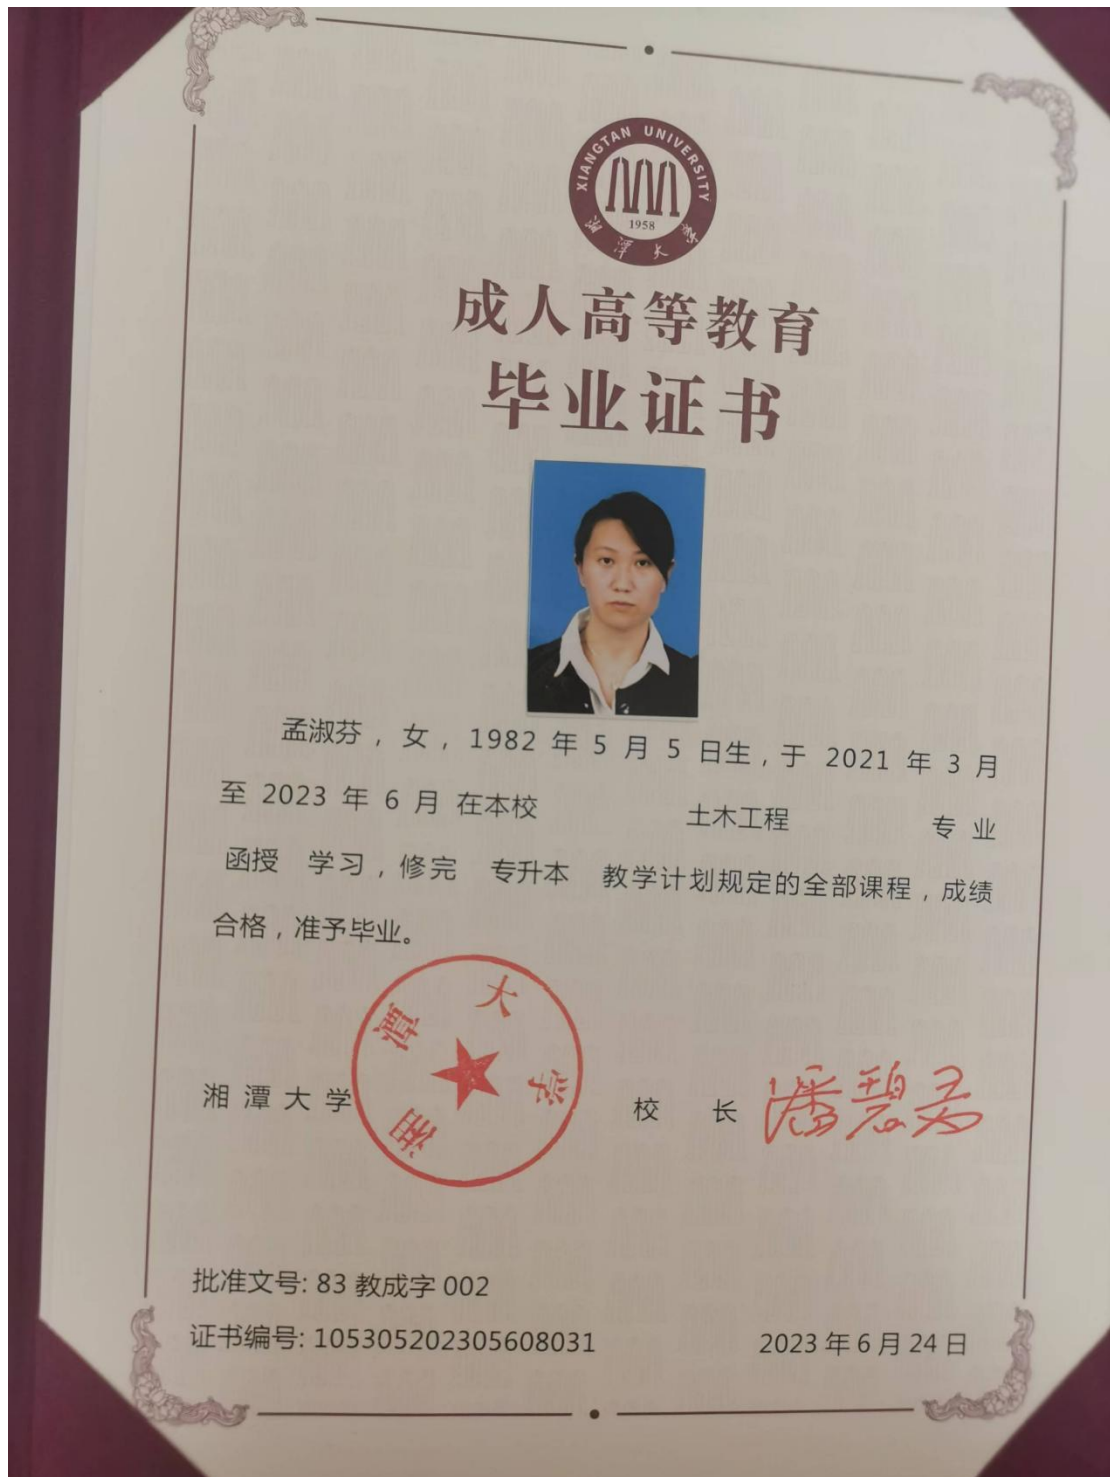 XIANGTAN UNIVERSITY
1958
湘潭大学
成人高等教育
毕业证书
孟淑芬，女，1982 年 5 月 5 日生，于 2021 年 3 月
至 2023 年 6 月 在本校 土木工程 专 业
函授 学习，修完 专升本 教学计划规定的全部课程，成绩
合格，准予毕业。
湘潭大学
湘 潭 大 学
校 长 潘碧灵
批准文号: 83 教成字 002
证书编号: 105305202305608031
2023 年 6 月 24 日